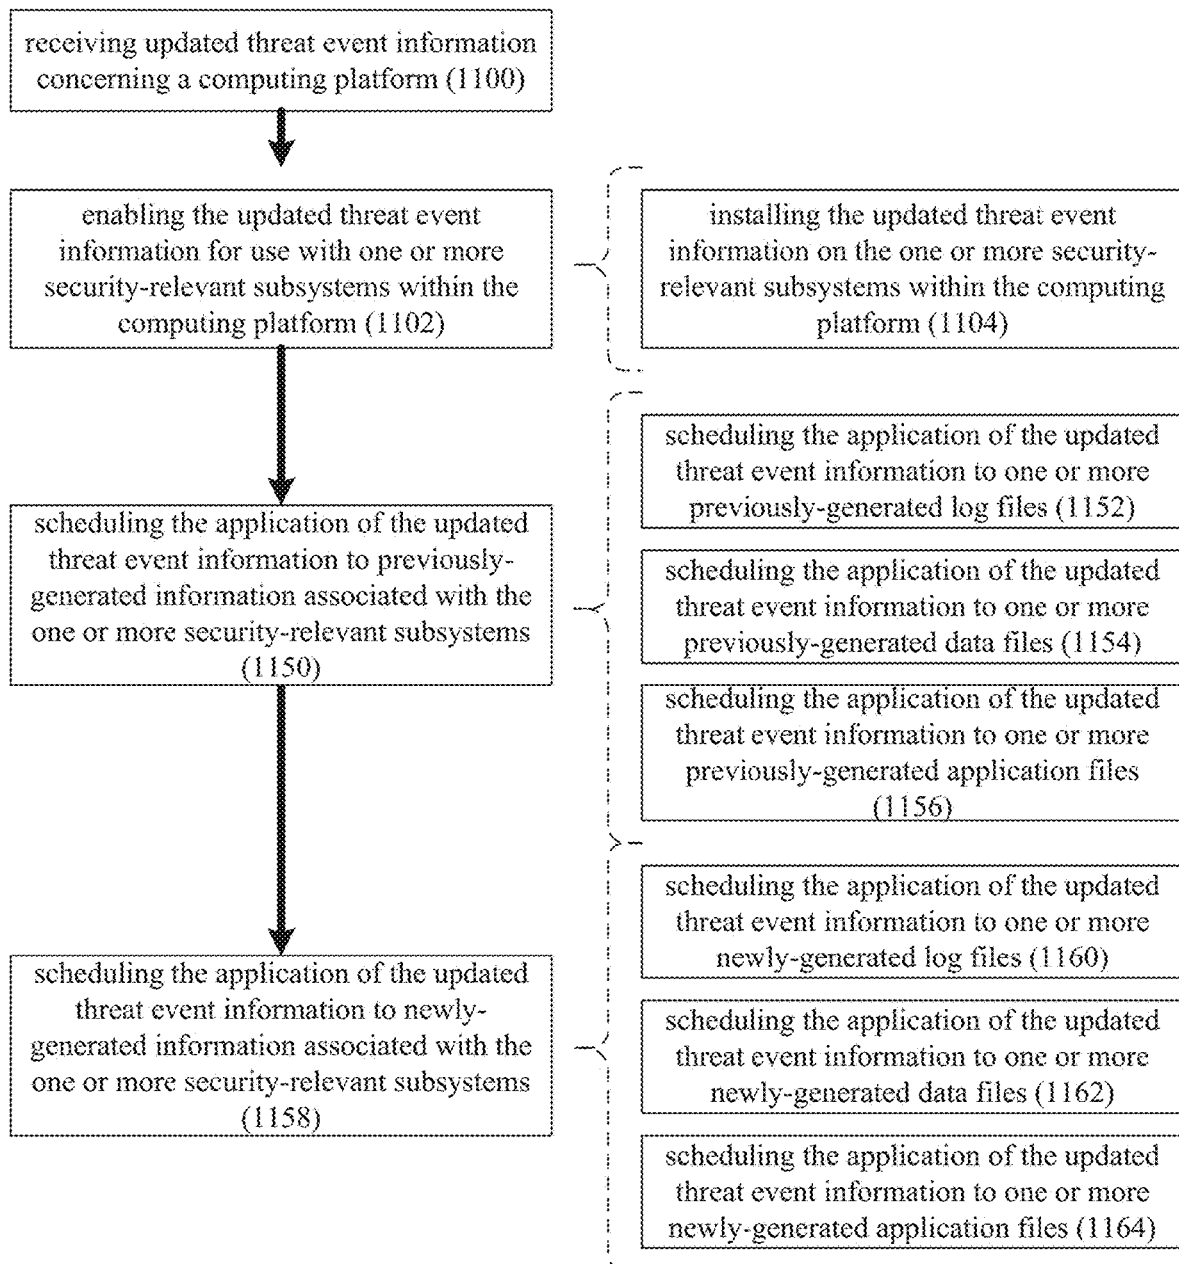 receiving updated threat event information
concerning a computing platform (1100)
enabling the updated threat event
information for use with one or more
security-relevant subsystems within the
computing platform (1102)
installing the updated threat event
information on the one or more security-
relevant subsystems within the computing
platform (1104)
scheduling the application of the updated
threat event information to previously-
generated information associated with the
one or more security-relevant subsystems
(1150)
scheduling the application of the updated
threat event information to one or more
previously-generated log files (1152)
scheduling the application of the updated
threat event information to one or more
previously-generated data files (1154)
scheduling the application of the updated
threat event information to one or more
previously-generated application files
(1156)
scheduling the application of the updated
threat event information to newly-
generated information associated with the
one or more security-relevant subsystems
(1158)
scheduling the application of the updated
threat event information to one or more
newly-generated log files (1160)
scheduling the application of the updated
threat event information to one or more
newly-generated data files (1162)
scheduling the application of the updated
threat event information to one or more
newly-generated application files (1164)